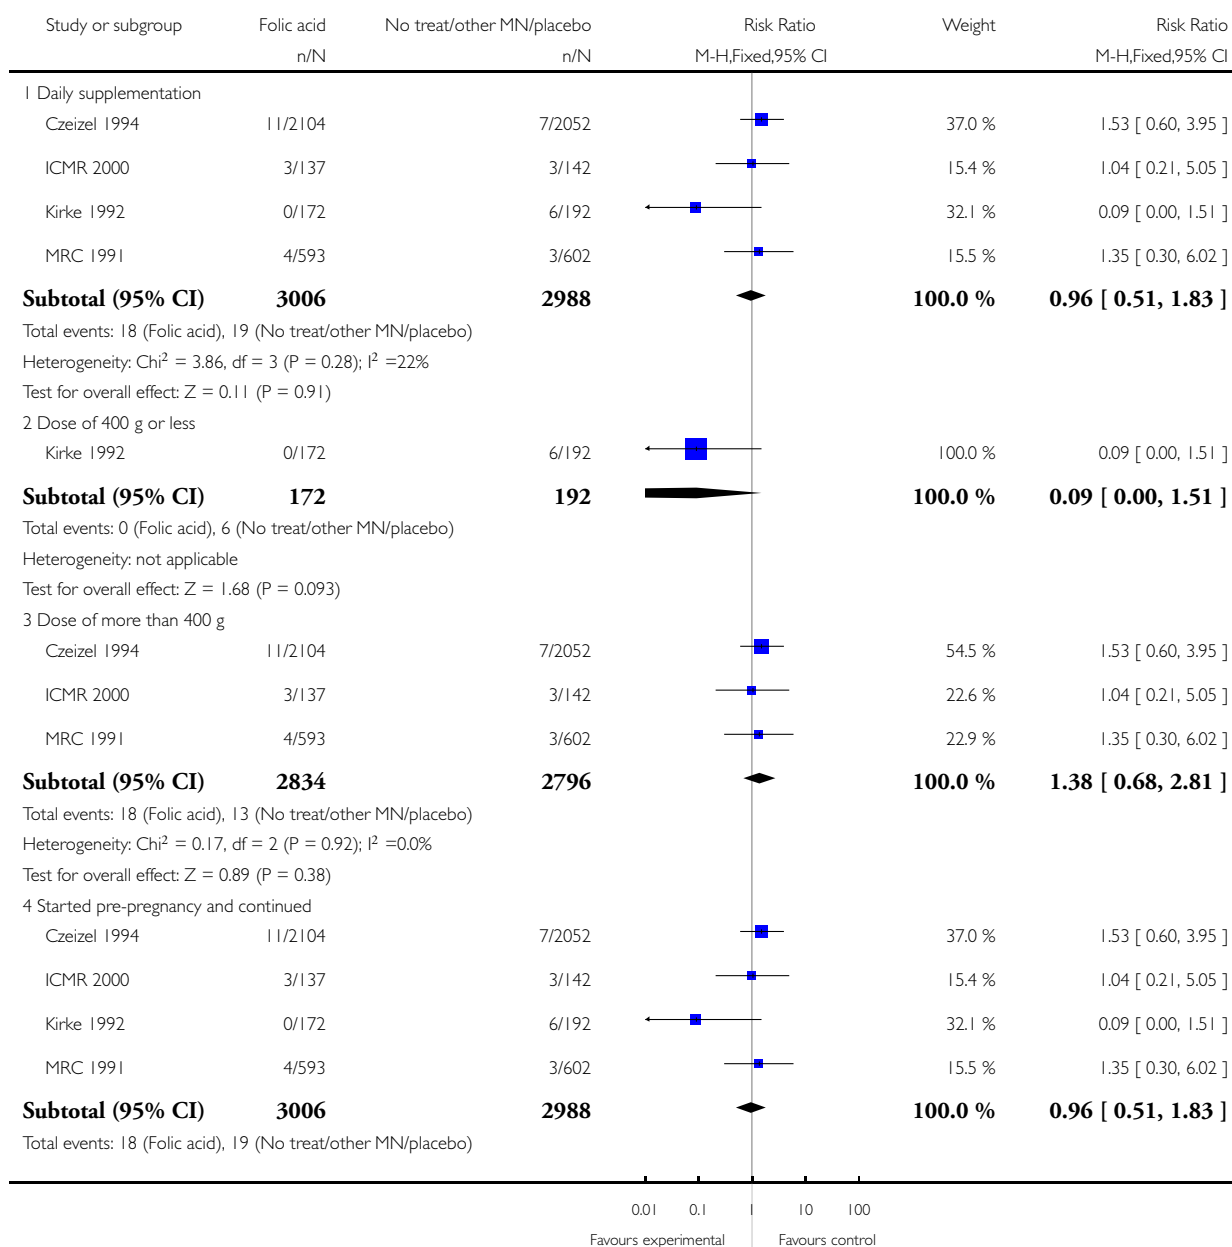 Study or subgroup Folic acid No treat/other MN/placebo Risk Ratio Weight Risk Ratio
n/N n/N M-H,Fixed,95% CI M-H,Fixed,95% CI
1 Daily supplementation
Czeizel 1994 11/2104 7/2052 37.0 % 1.53 [ 0.60, 3.95 ]
ICMR 2000 3/137 3/142 15.4 % 1.04 [ 0.21, 5.05 ]
Kirke 1992 0/172 6/192 32.1 % 0.09 [ 0.00, 1.51 ]
MRC 1991 4/593 3/602 15.5 % 1.35 [ 0.30, 6.02 ]
Subtotal (95% CI) 3006 2988 100.0 % 0.96 [ 0.51, 1.83 ]
Total events: 18 (Folic acid), 19 (No treat/other MN/placebo)
Heterogeneity: Chi² = 3.86, df = 3 (P = 0.28); I² =22%
Test for overall effect: Z = 0.11 (P = 0.91)
2 Dose of 400 g or less
Kirke 1992 0/172 6/192 100.0 % 0.09 [ 0.00, 1.51 ]
Subtotal (95% CI) 172 192 100.0 % 0.09 [ 0.00, 1.51 ]
Total events: 0 (Folic acid), 6 (No treat/other MN/placebo)
Heterogeneity: not applicable
Test for overall effect: Z = 1.68 (P = 0.093)
3 Dose of more than 400 g
Czeizel 1994 11/2104 7/2052 54.5 % 1.53 [ 0.60, 3.95 ]
ICMR 2000 3/137 3/142 22.6 % 1.04 [ 0.21, 5.05 ]
MRC 1991 4/593 3/602 22.9 % 1.35 [ 0.30, 6.02 ]
Subtotal (95% CI) 2834 2796 100.0 % 1.38 [ 0.68, 2.81 ]
Total events: 18 (Folic acid), 13 (No treat/other MN/placebo)
Heterogeneity: Chi² = 0.17, df = 2 (P = 0.92); I² =0.0%
Test for overall effect: Z = 0.89 (P = 0.38)
4 Started pre-pregnancy and continued
Czeizel 1994 11/2104 7/2052 37.0 % 1.53 [ 0.60, 3.95 ]
ICMR 2000 3/137 3/142 15.4 % 1.04 [ 0.21, 5.05 ]
Kirke 1992 0/172 6/192 32.1 % 0.09 [ 0.00, 1.51 ]
MRC 1991 4/593 3/602 15.5 % 1.35 [ 0.30, 6.02 ]
Subtotal (95% CI) 3006 2988 100.0 % 0.96 [ 0.51, 1.83 ]
Total events: 18 (Folic acid), 19 (No treat/other MN/placebo)
0.01 0.1 1 10 100
Favours experimental Favours control